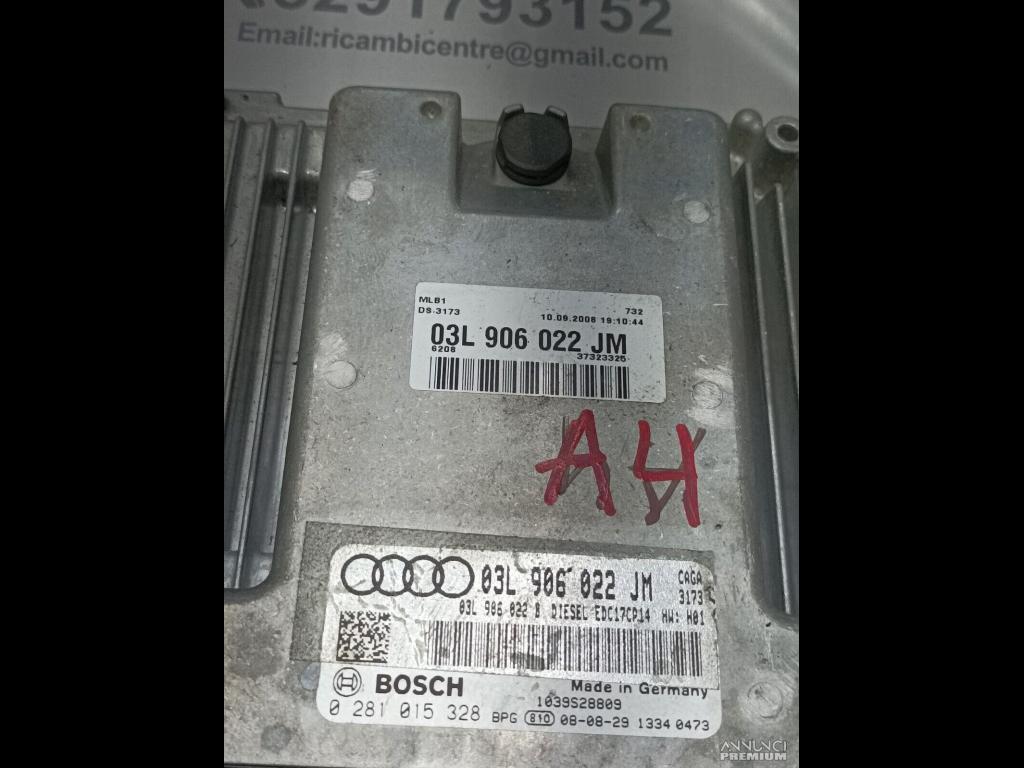 3291793152
Email:ricambicentre@gmail.com
MLB1 732
DS-3173 10.09.2008 19:10:44
03L 906 022 JM
6208 37323325
A4
03L 906 022 JM CAGA
3173
03L 906 022 B DIESEL EDC17CP14 HW: H01
BOSCH Made in Germany
1039S28809
0 281 015 328 BPG 810 08-08-29 1334 0473
ANNUNCI
PREMIUM